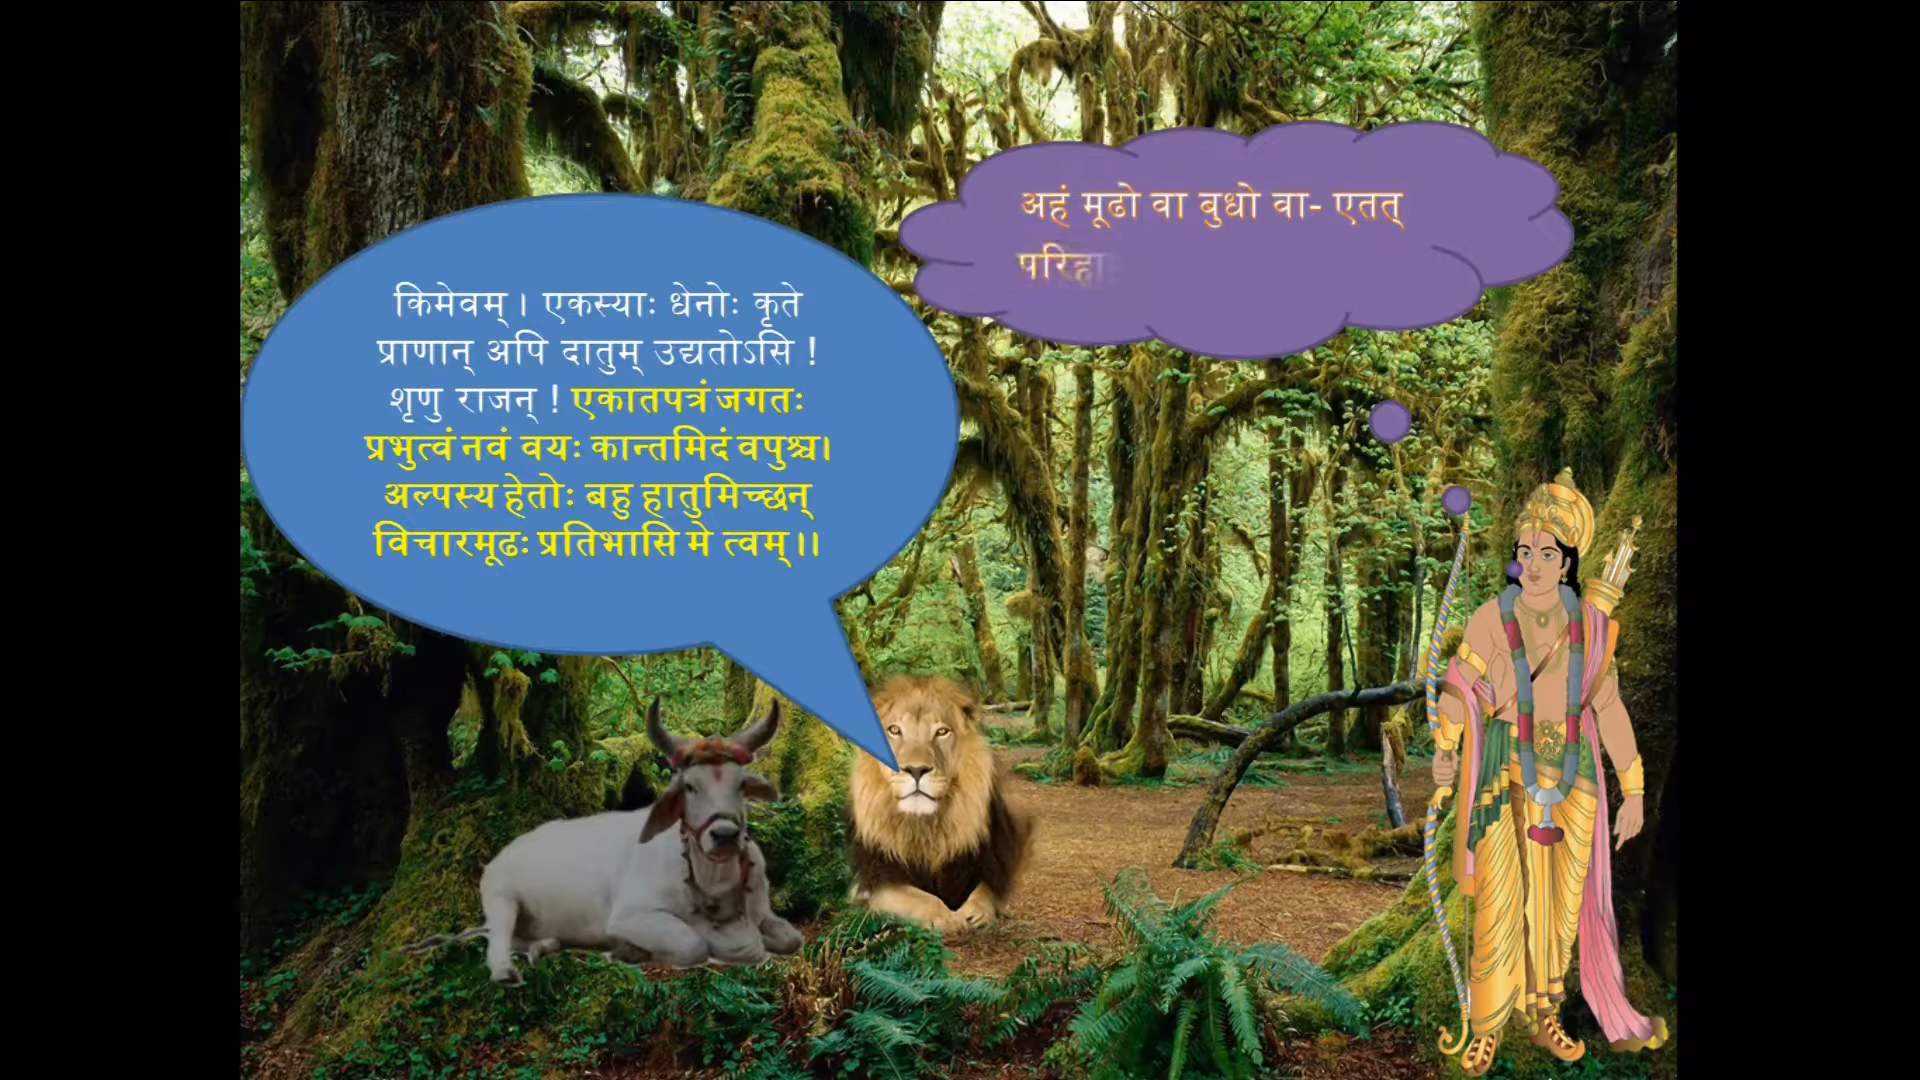 किमेवम् । एकस्याः धेनोः कृते
प्राणान् अपि दातुम् उद्यतोऽसि !
शृणु राजन् ! एकातपत्रं जगतः
प्रभुत्वं नवं वयः कान्तमिदं वपुश्च।
अल्पस्य हेतोः बहु हातुमिच्छन्
विचारमूढः प्रतिभासि मे त्वम् ।।
अहं मूढो वा बुधो वा- एतत्